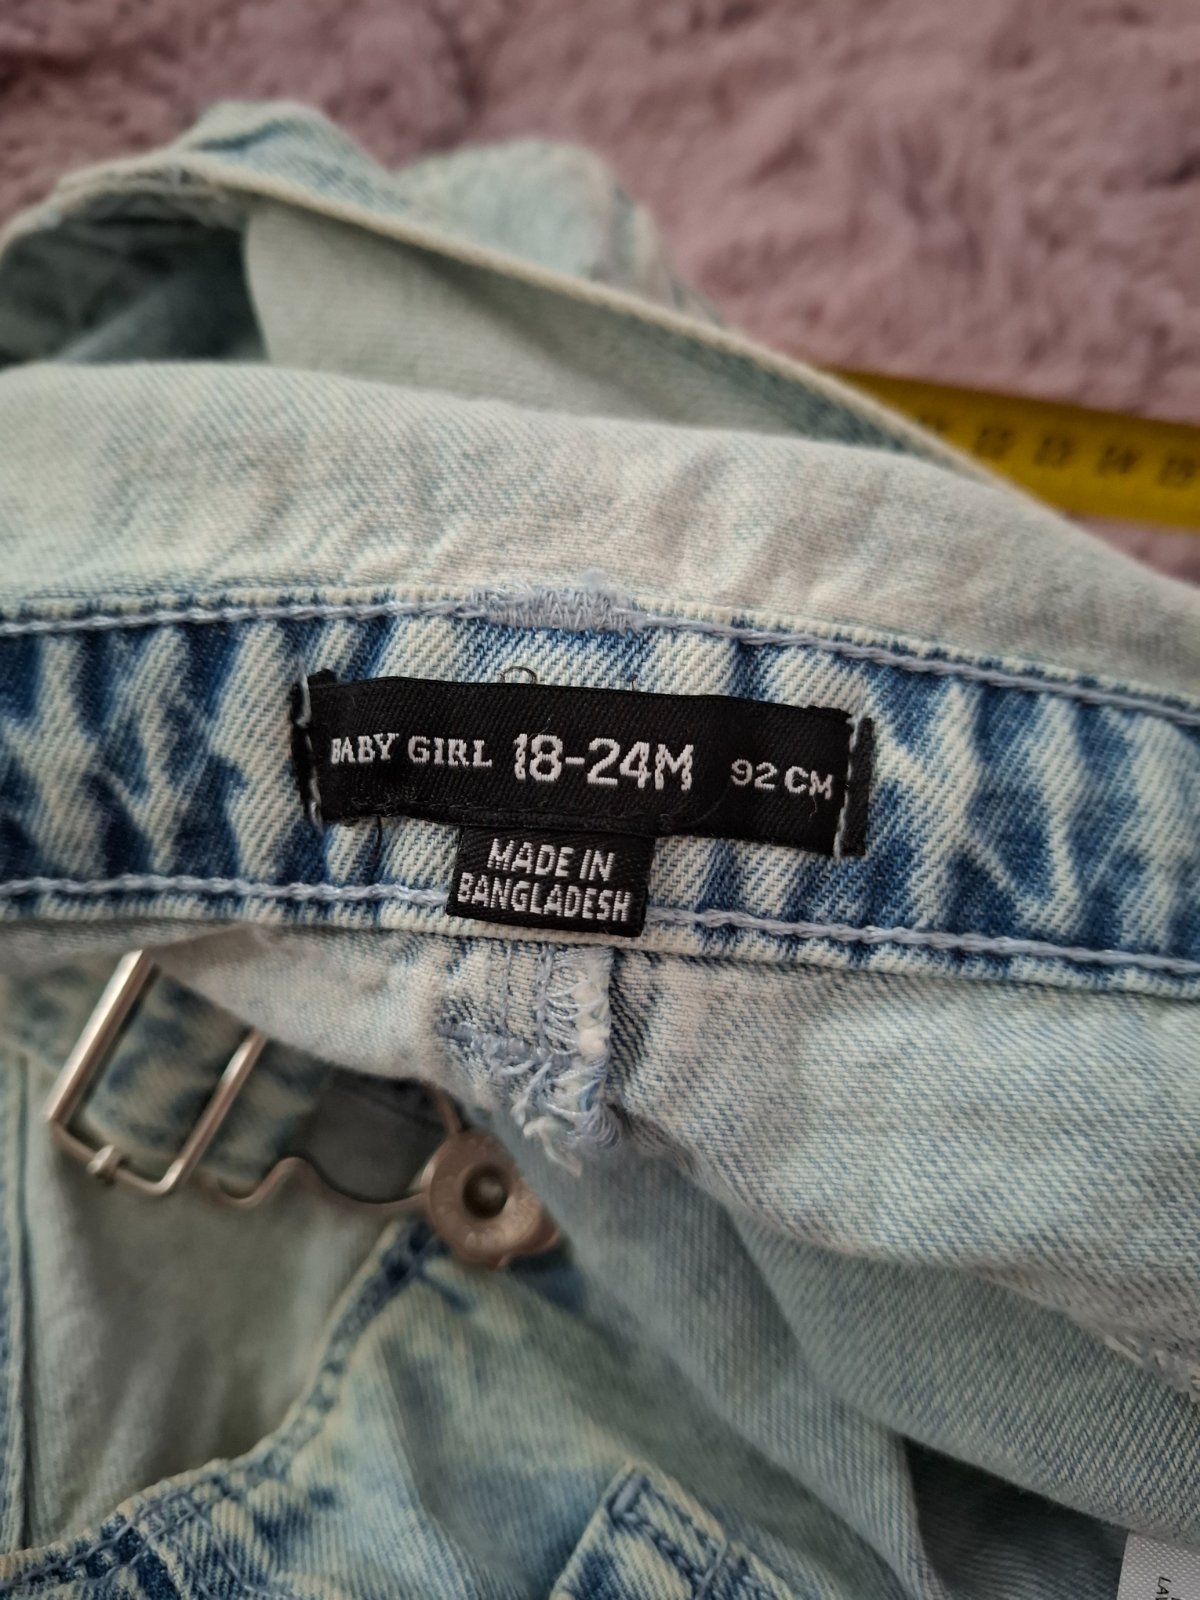 BABY GIRL 18-24M 92 CM
MADE IN
BANGLADESH